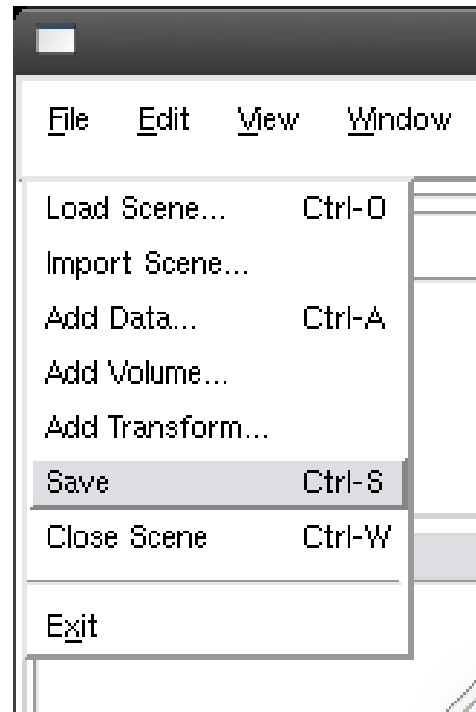 File Edit View Window
Load Scene... Ctrl-O
Import Scene...
Add Data... Ctrl-A
Add Volume...
Add Transform...
Save Ctrl-S
Close Scene Ctrl-W
Exit